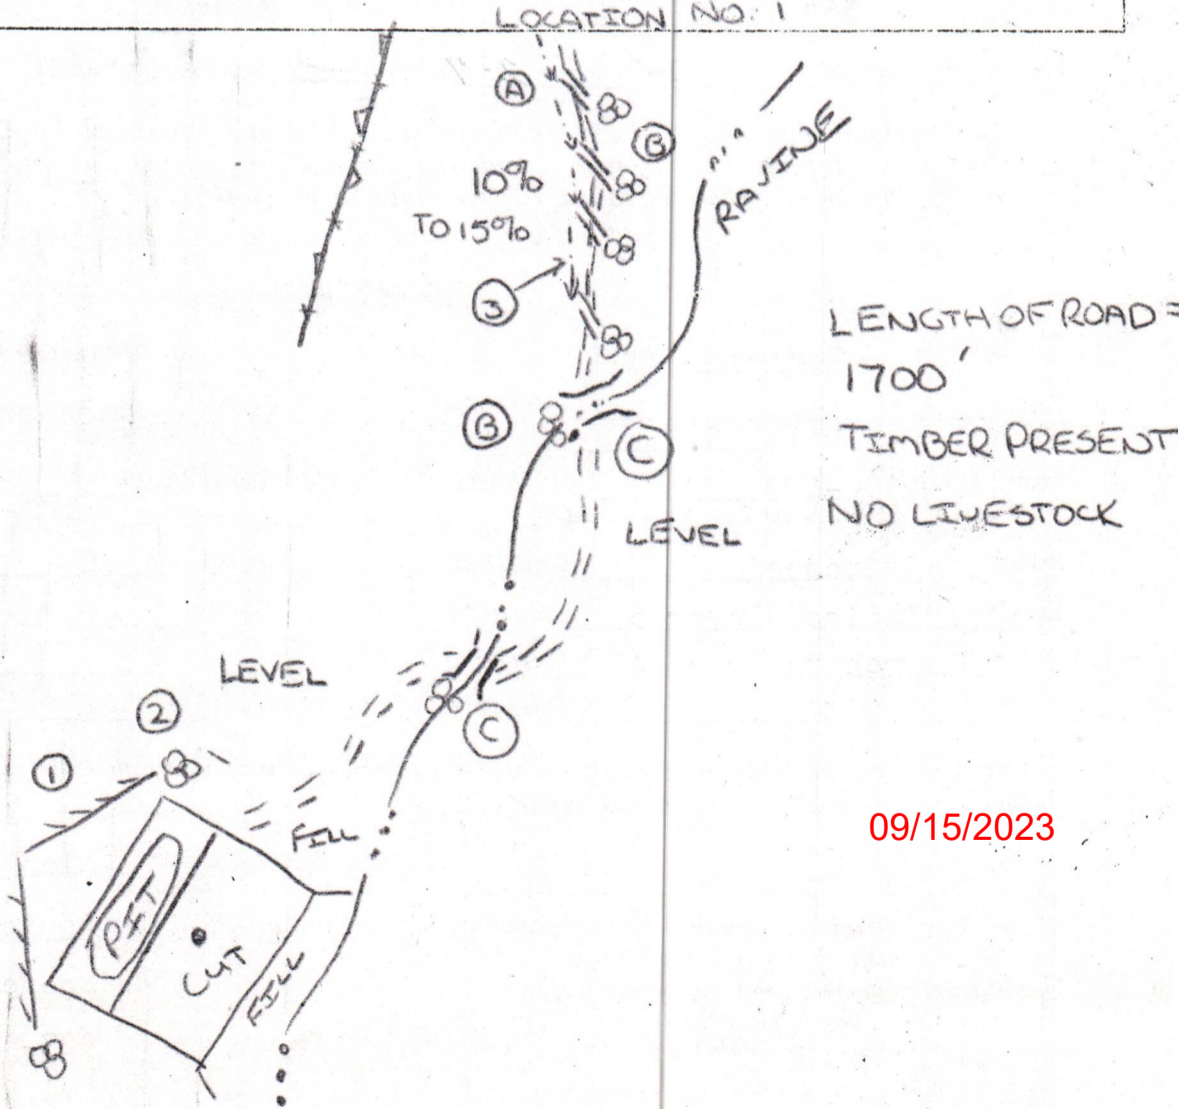 LOCATION NO. 1
A
B
10%
TO 15%
RAVINE
3
LENGTH OF ROAD =
1700'
TIMBER PRESENT
NO LIVESTOCK
B
C
LEVEL
LEVEL
2
C
1
FILL
09/15/2023
PIT
CUT
FILL